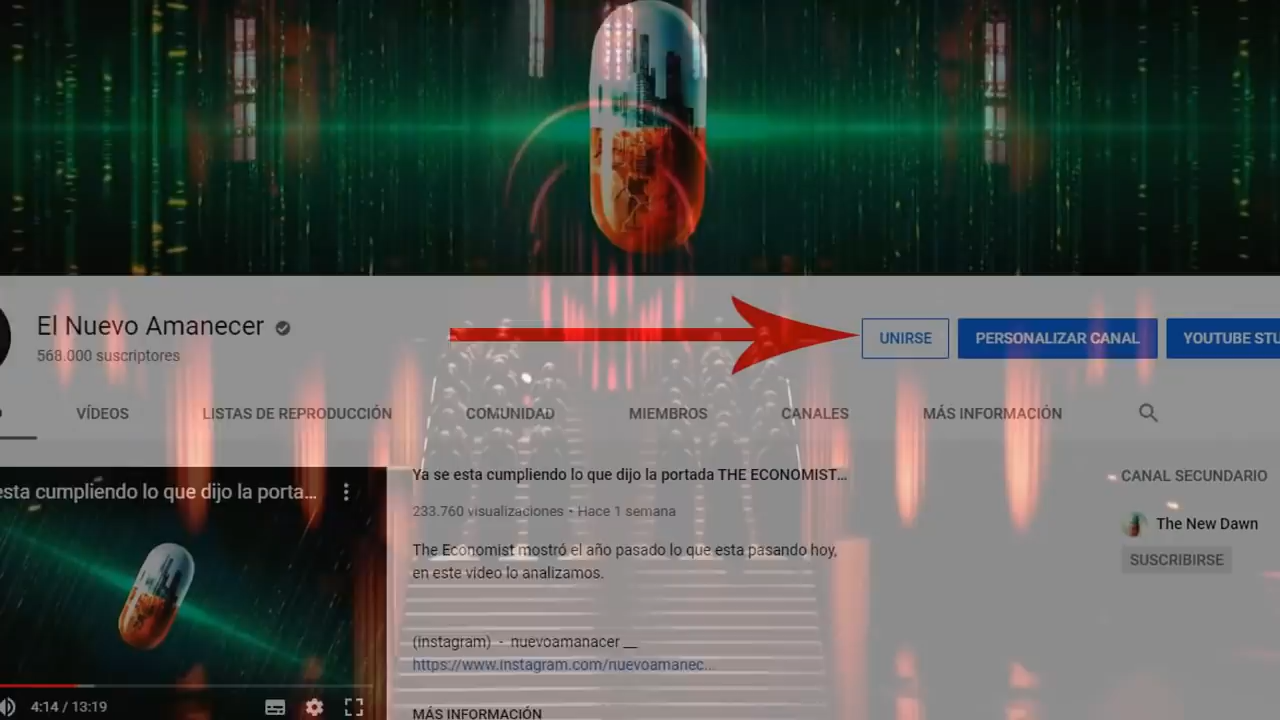 El Nuevo Amanecer
568.000 suscriptores
UNIRSE
PERSONALIZAR CANAL
YOUTUBE STU
VÍDEOS
LISTAS DE REPRODUCCIÓN
COMUNIDAD
MIEMBROS
CANALES
MÁS INFORMACIÓN
esta cumpliendo lo que dijo la porta...
4:14 / 13:19
Ya se esta cumpliendo lo que dijo la portada THE ECONOMIST...
233.760 visualizaciones • Hace 1 semana
The Economist mostró el año pasado lo que esta pasando hoy,
en este video lo analizamos.
(instagram) - nuevoamanacer __
https://www.instagram.com/nuevoamanec...
MÁS INFORMACIÓN
CANAL SECUNDARIO
The New Dawn
SUSCRIBIRSE